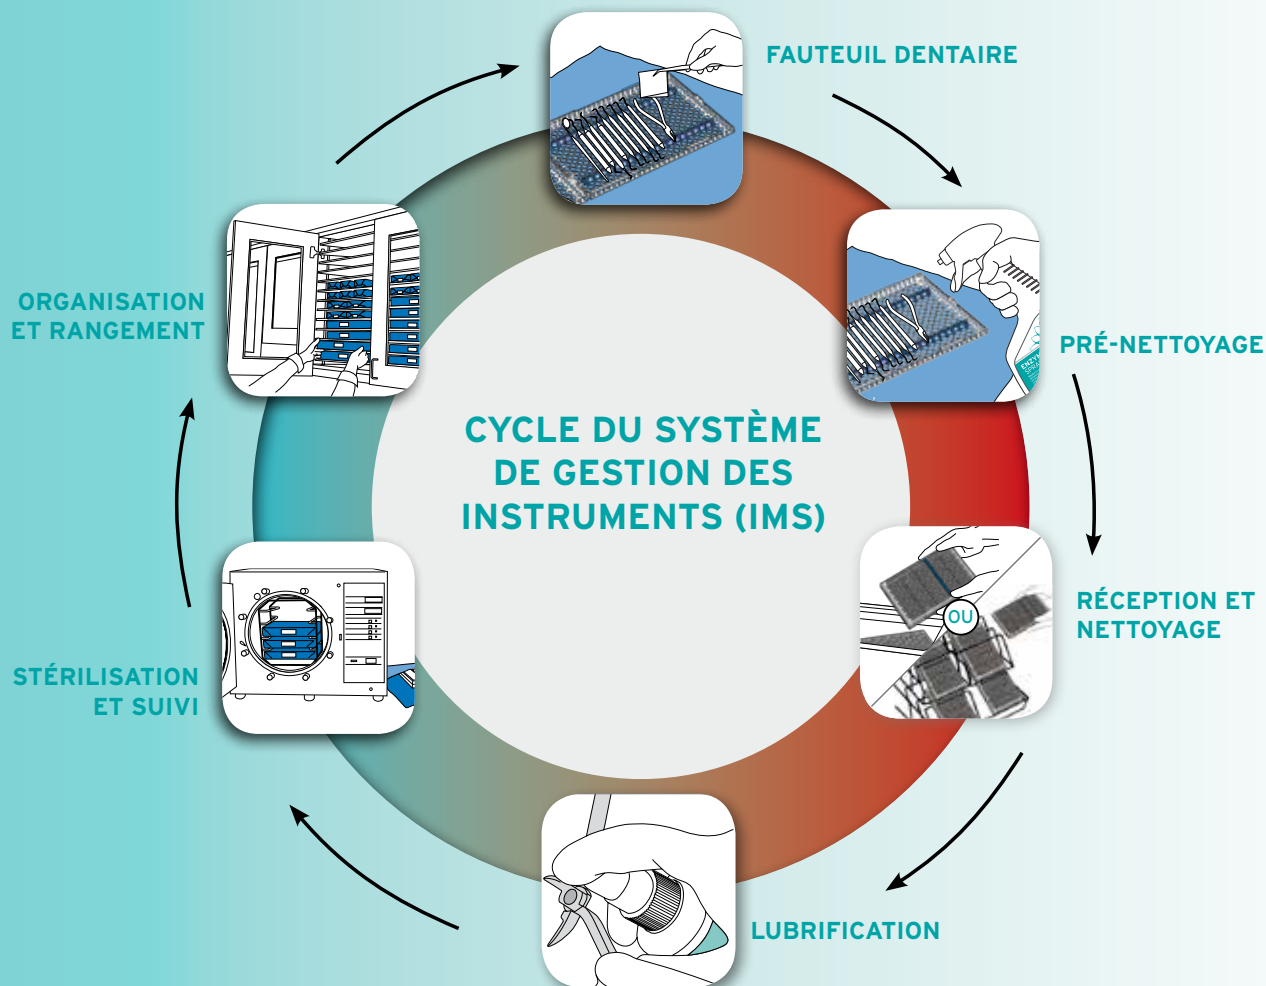 FAUTEUIL DENTAIRE
PRÉ-NETTOYAGE
RÉCEPTION ET
NETTOYAGE
LUBRIFICATION
STÉRILISATION
ET SUIVI
ORGANISATION
ET RANGEMENT
CYCLE DU SYSTÈME
DE GESTION DES
INSTRUMENTS (IMS)
OU